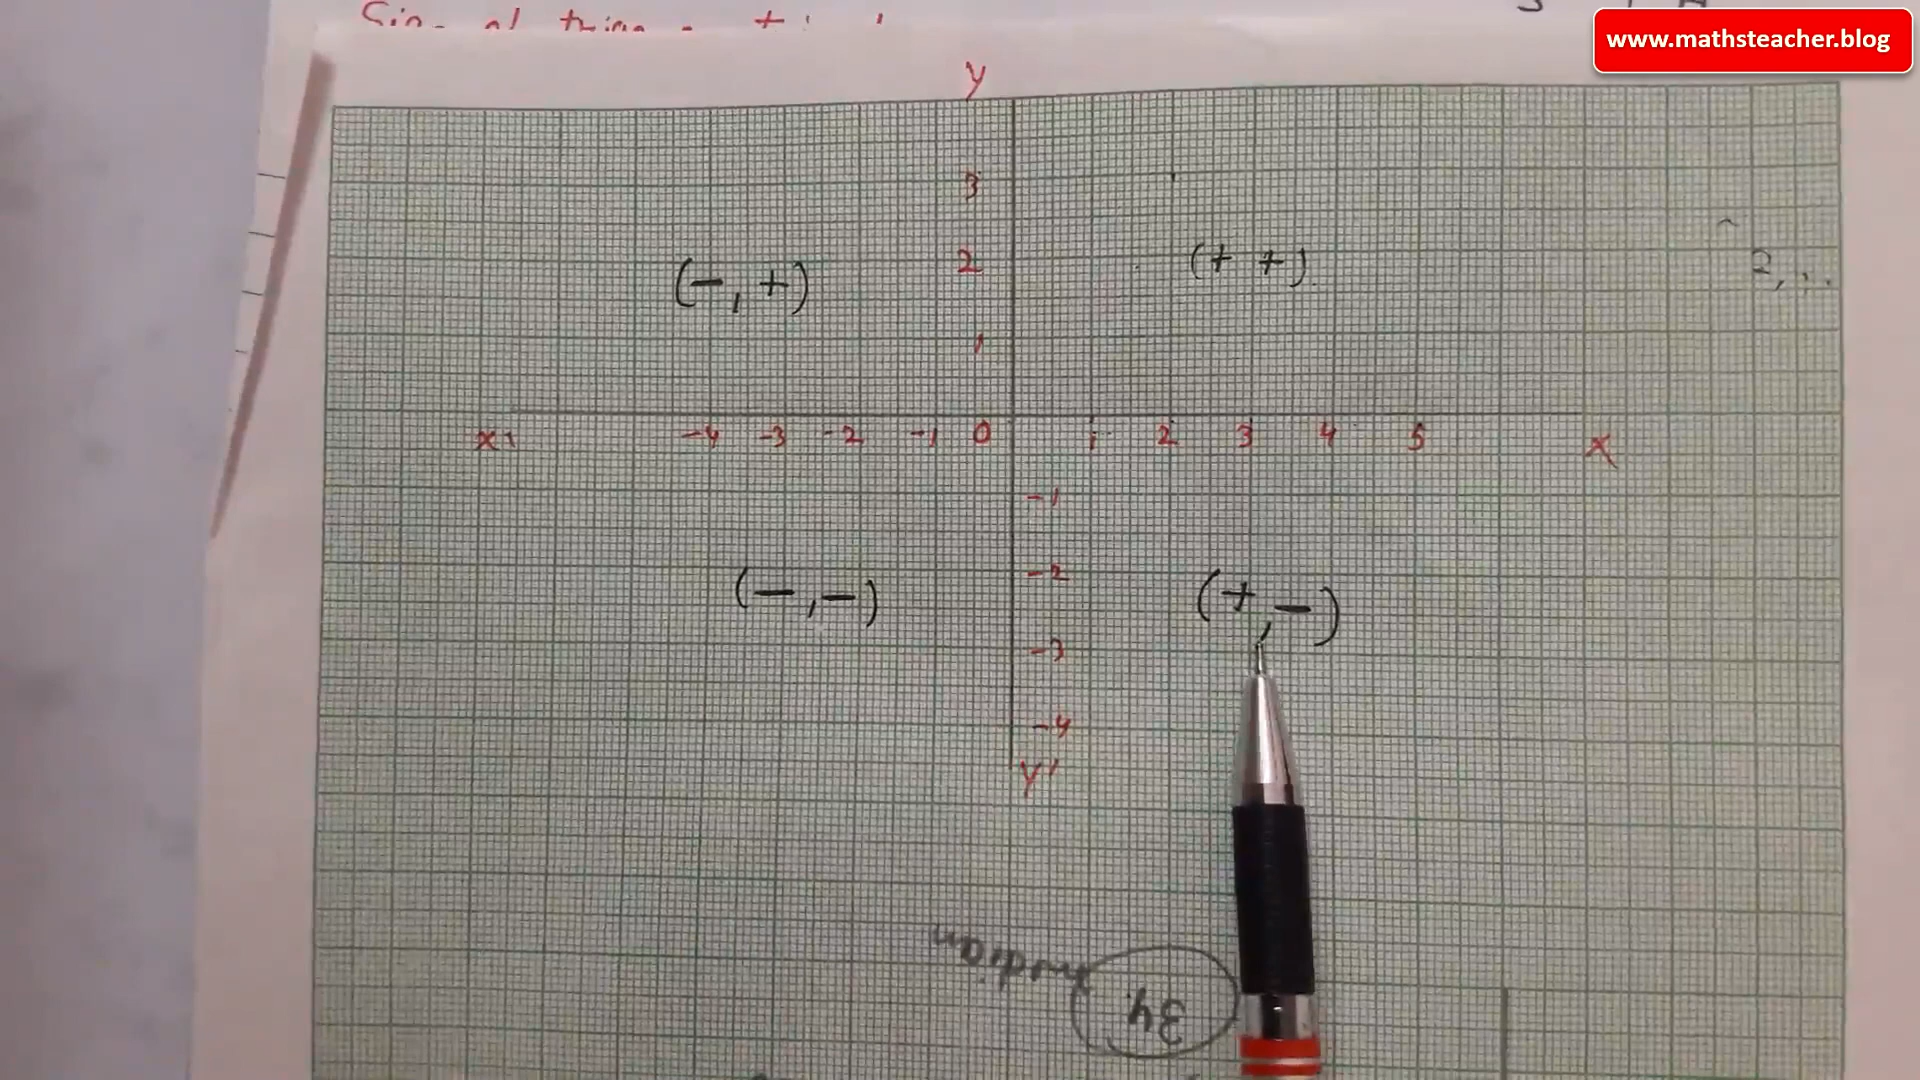 www.mathsteacher.blog
y
3
2
(-, +)
(+ +)
1
x' -4 -3 -2 -1 0 1 2 3 4 5 x
-1
-2
(-,-)
(+,-)
-3
-4
y'
median
34